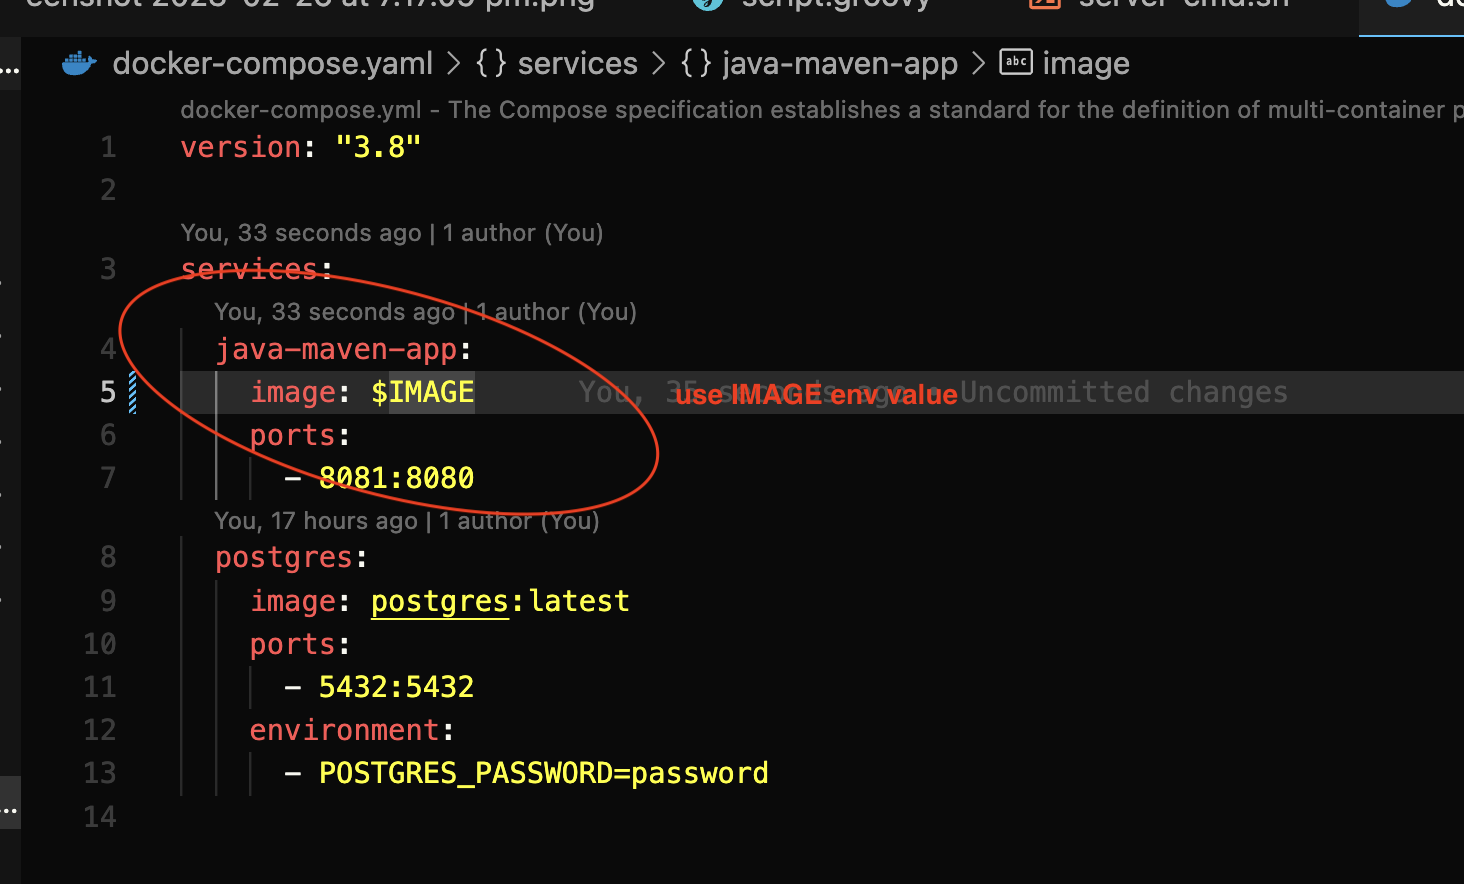 script.groovy
docker-compose.yaml > {} services > {} java-maven-app > abc image
docker-compose.yml - The Compose specification establishes a standard for the definition of multi-container
1 version: "3.8"
2
You, 33 seconds ago | 1 author (You)
3 services:
You, 33 seconds ago | 1 author (You)
4 java-maven-app:
5 image: $IMAGE You, 35 seconds ago • Uncommitted changes
use IMAGE env value
6 ports:
7 - 8081:8080
You, 17 hours ago | 1 author (You)
8 postgres:
9 image: postgres:latest
10 ports:
11 - 5432:5432
12 environment:
13 - POSTGRES_PASSWORD=password
14